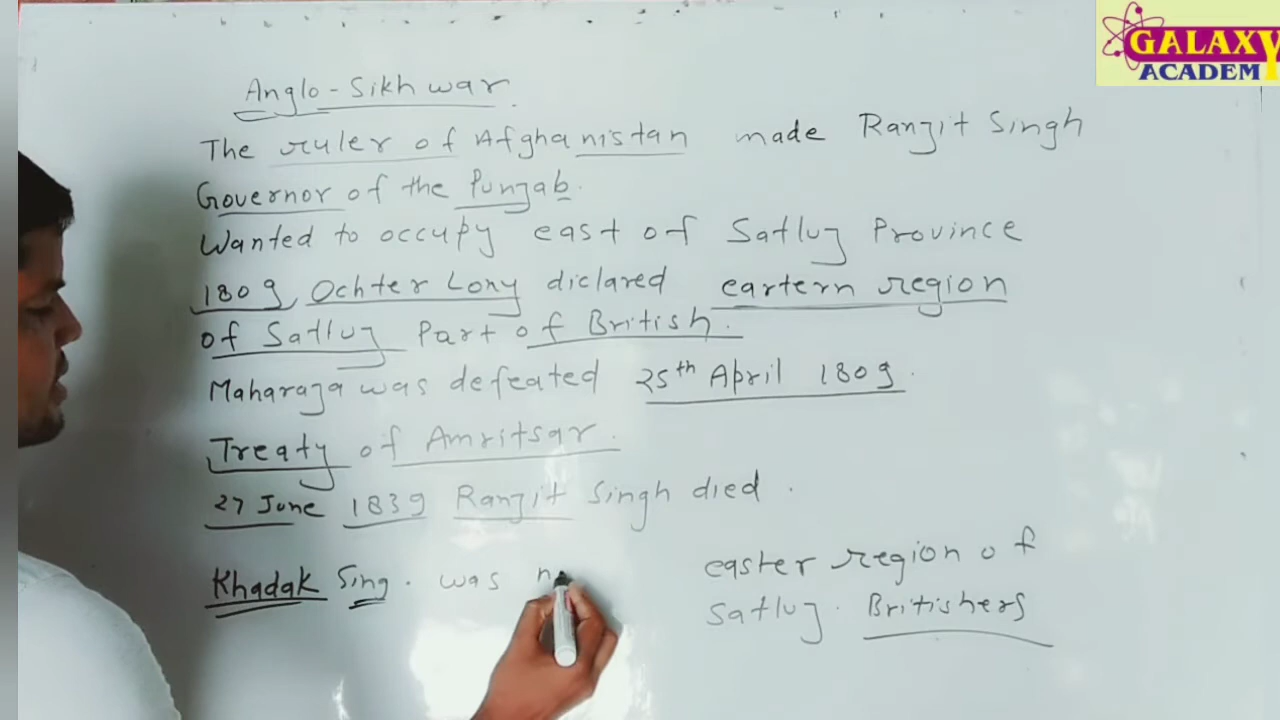 GALAXY
ACADEMY
Anglo-Sikh war.
The ruler of Afghanistan made Ranjit Singh
Governor of the Punjab.
Wanted to occupy east of Satluj Province
1809, Ochter Lony diclared eartern region
of Satluj Part of British.
Maharaja was defeated 25th April 1809.
Treaty of Amritsar.
27 June 1839 Ranjit Singh died.
Khadak Sing. was n
easter region of
Satluj. Britishers